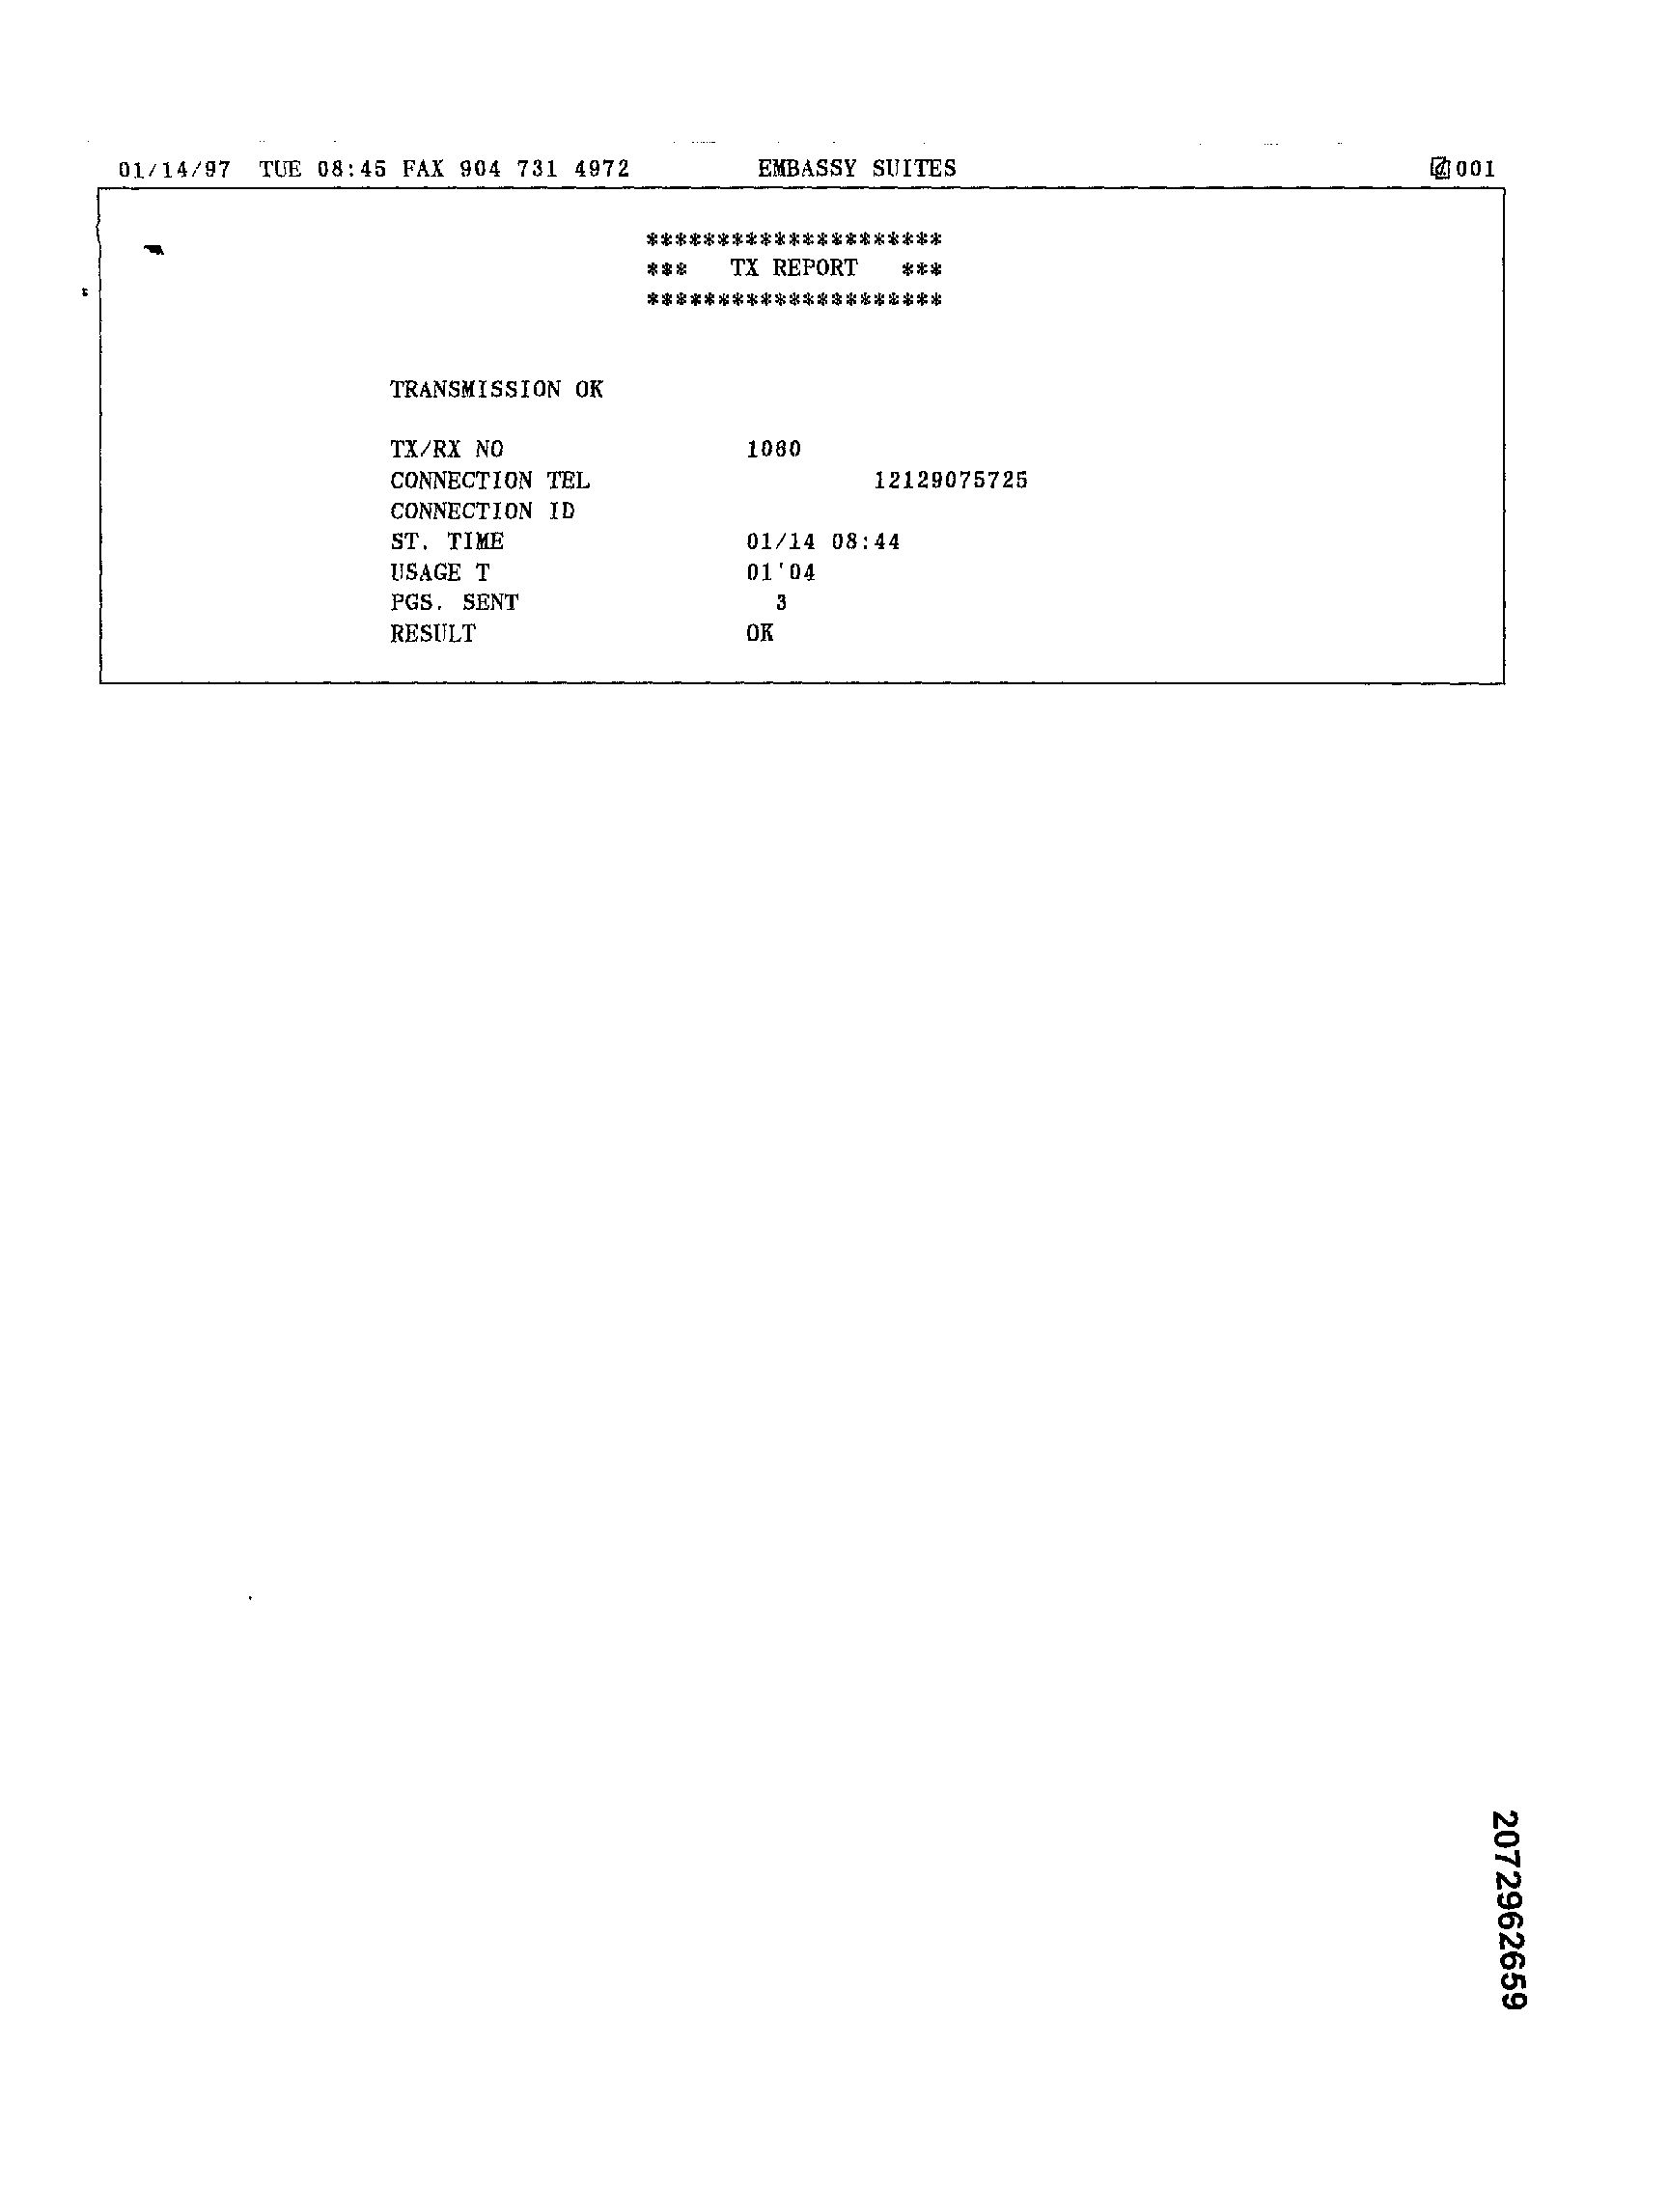 01/14/97 TUE 08:45 FAX 904 731 4972 EMBASSY SUITES 001
*********************
*** TX REPORT ***
*********************
TRANSMISSION OK
TX/RX NO 1060
CONNECTION TEL 12129075725
CONNECTION ID
ST. TIME 01/14 08:44
USAGE T 01'04
PGS. SENT 3
RESULT OK
2072962659